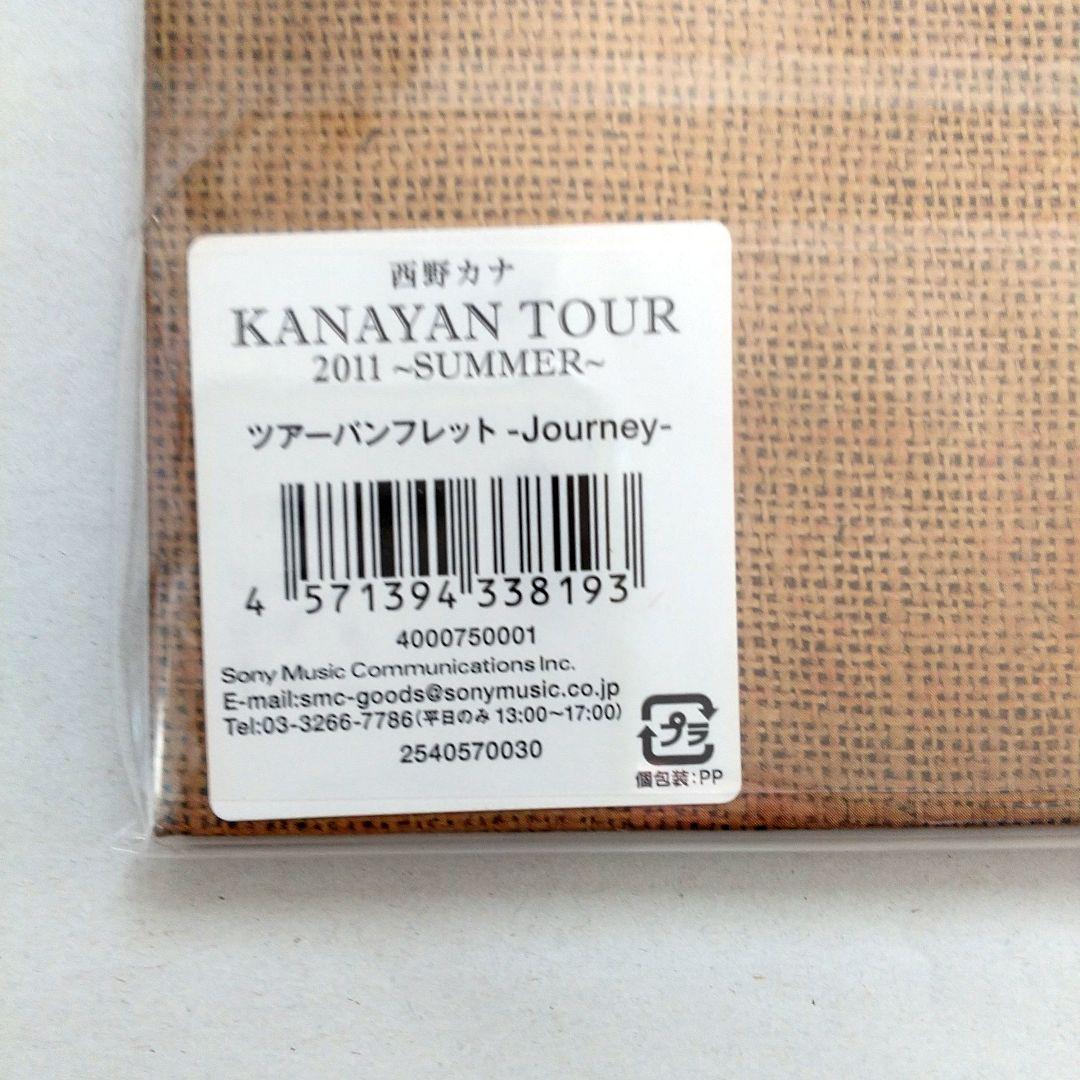 西野カナ
KANAYAN TOUR
2011 ~SUMMER~
ツアーパンフレット -Journey-
4 571394 338193
4000750001
Sony Music Communications Inc.
E-mail:smc-goods@sonymusic.co.jp
Tel:03-3266-7786(平日のみ 13:00~17:00)
2540570030
プラ
個包装:PP